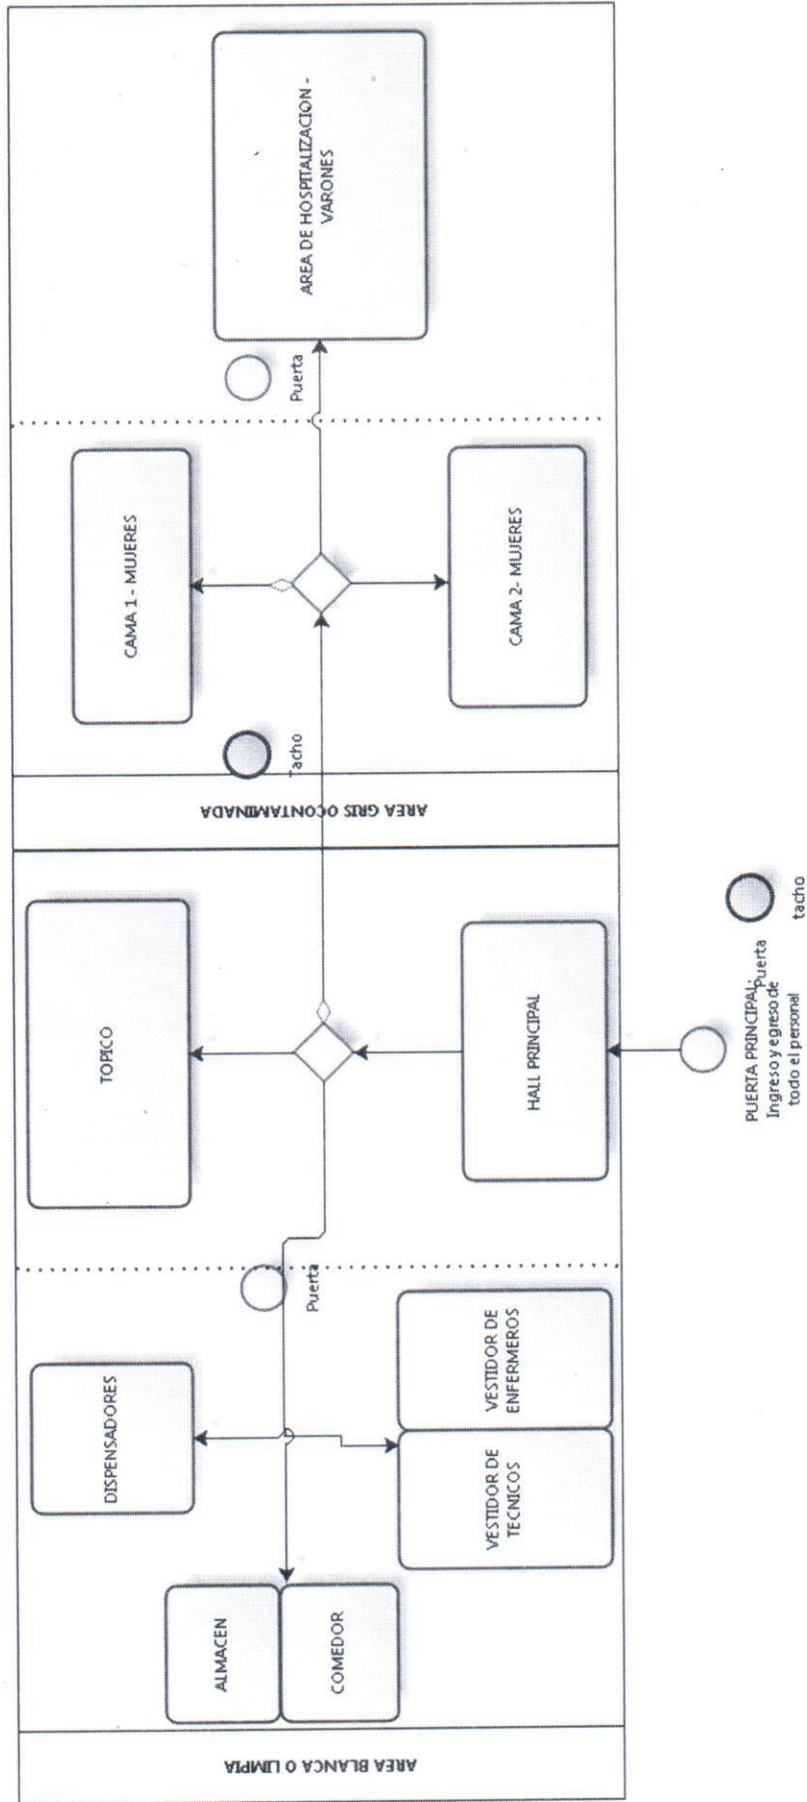 AREA BLANCA O LIMPIA
ALMACEN
COMEDOR
DISPENSADORES
VESTIDOR DE
TECNICOS
VESTIDOR DE
ENFERMEROS
Puerta
TOPICO
HALL PRINCIPAL
PUERTA PRINCIPAL:
Ingreso y egreso de
todo el personal
Puerta
tacho
AREA GRIS OCONTAMINADA
Tacho
CAMA 1 - MUJERES
CAMA 2- MUJERES
Puerta
AREA DE HOSPITALIZACION -
VARONES